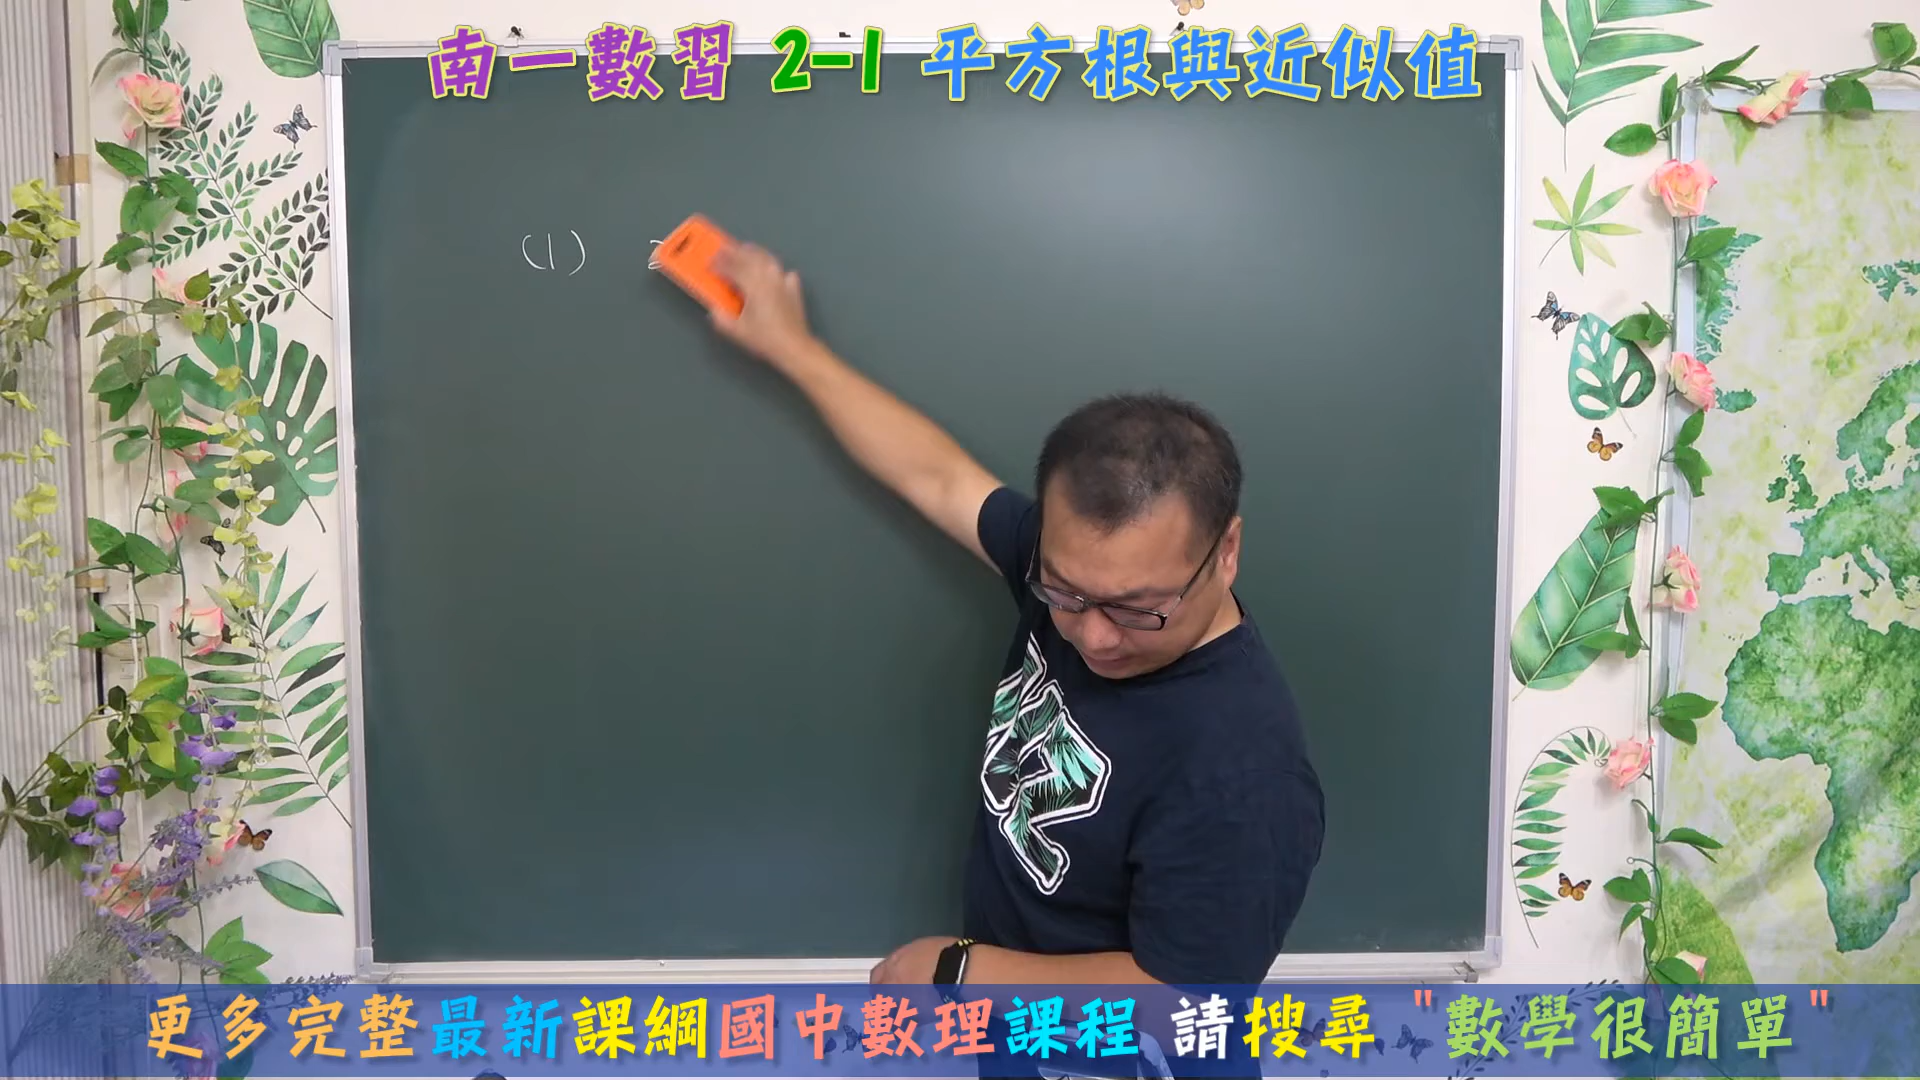 南一數習 2-1 平方根與近似值
(1) 2
更多完整最新課綱國中數理課程 請搜尋 "數學很簡單"